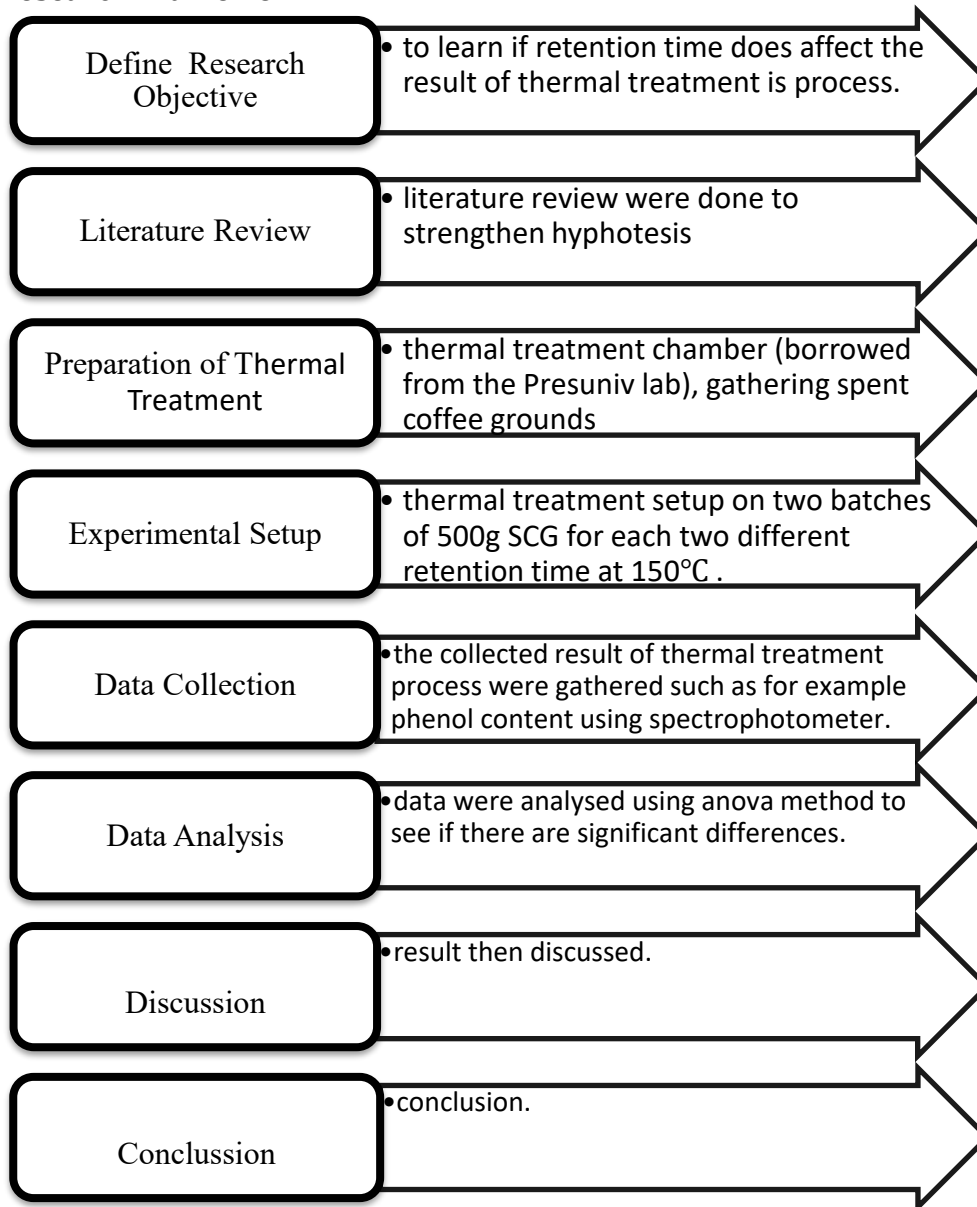 Define Research
Objective
• to learn if retention time does affect the
result of thermal treatment is process.
Literature Review
• literature review were done to
strengthen hyphotesis
Preparation of Thermal
Treatment
• thermal treatment chamber (borrowed
from the Presuniv lab), gathering spent
coffee grounds
Experimental Setup
• thermal treatment setup on two batches
of 500g SCG for each two different
retention time at 150℃ .
Data Collection
•the collected result of thermal treatment
process were gathered such as for example
phenol content using spectrophotometer.
Data Analysis
•data were analysed using anova method to
see if there are significant differences.
Discussion
•result then discussed.
Conclussion
•conclusion.